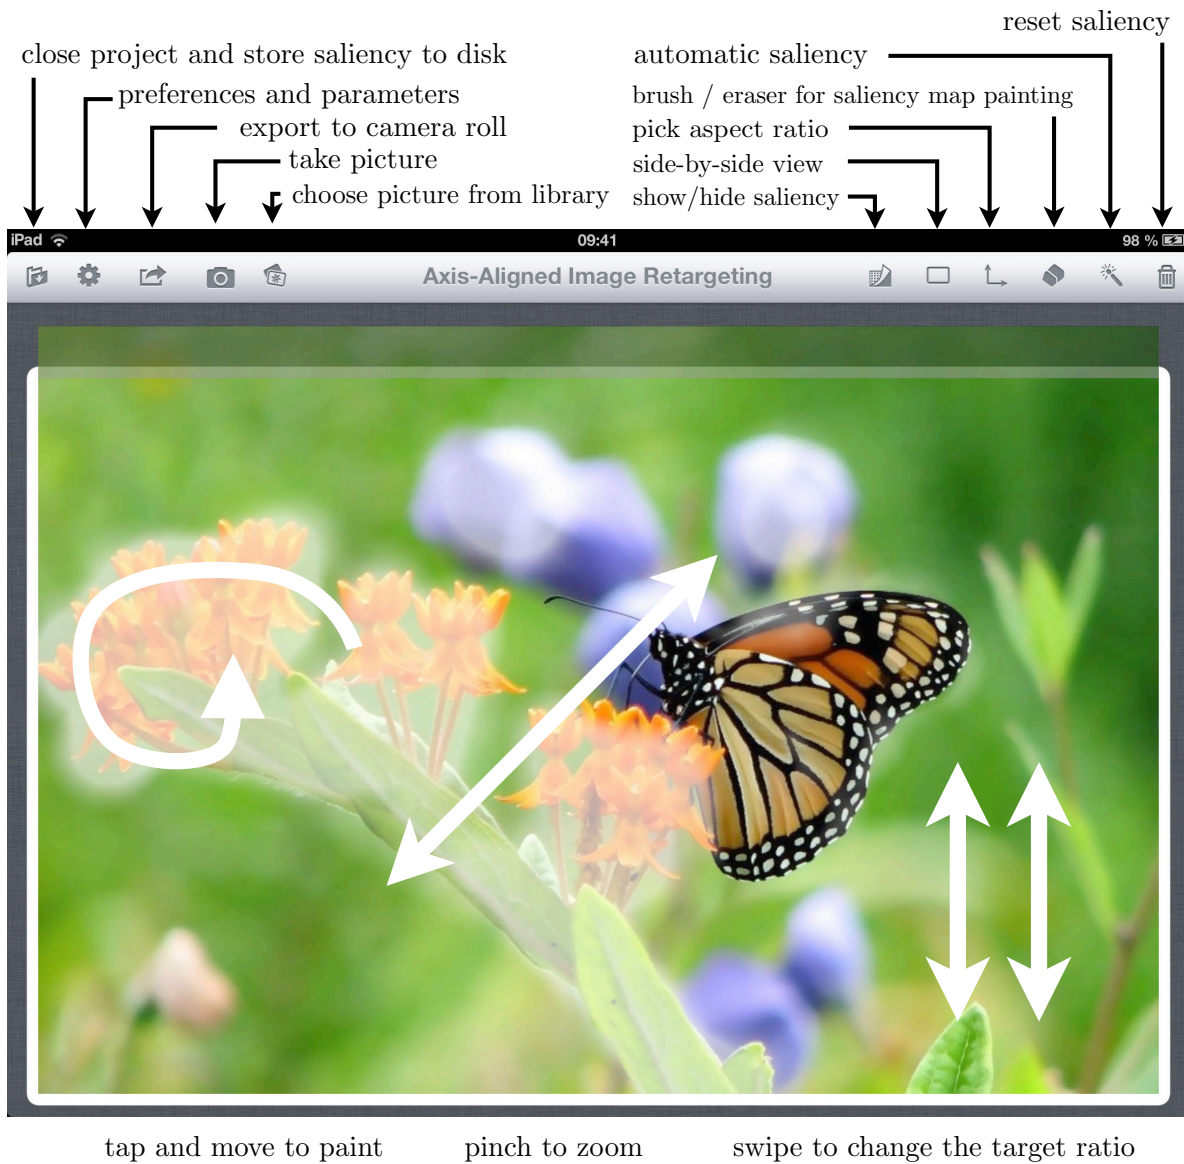 reset saliency
close project and store saliency to disk
automatic saliency
preferences and parameters
brush / eraser for saliency map painting
export to camera roll
pick aspect ratio
take picture
side-by-side view
choose picture from library
show/hide saliency
iPad 09:41 98 %
Axis-Aligned Image Retargeting
tap and move to paint
pinch to zoom
swipe to change the target ratio